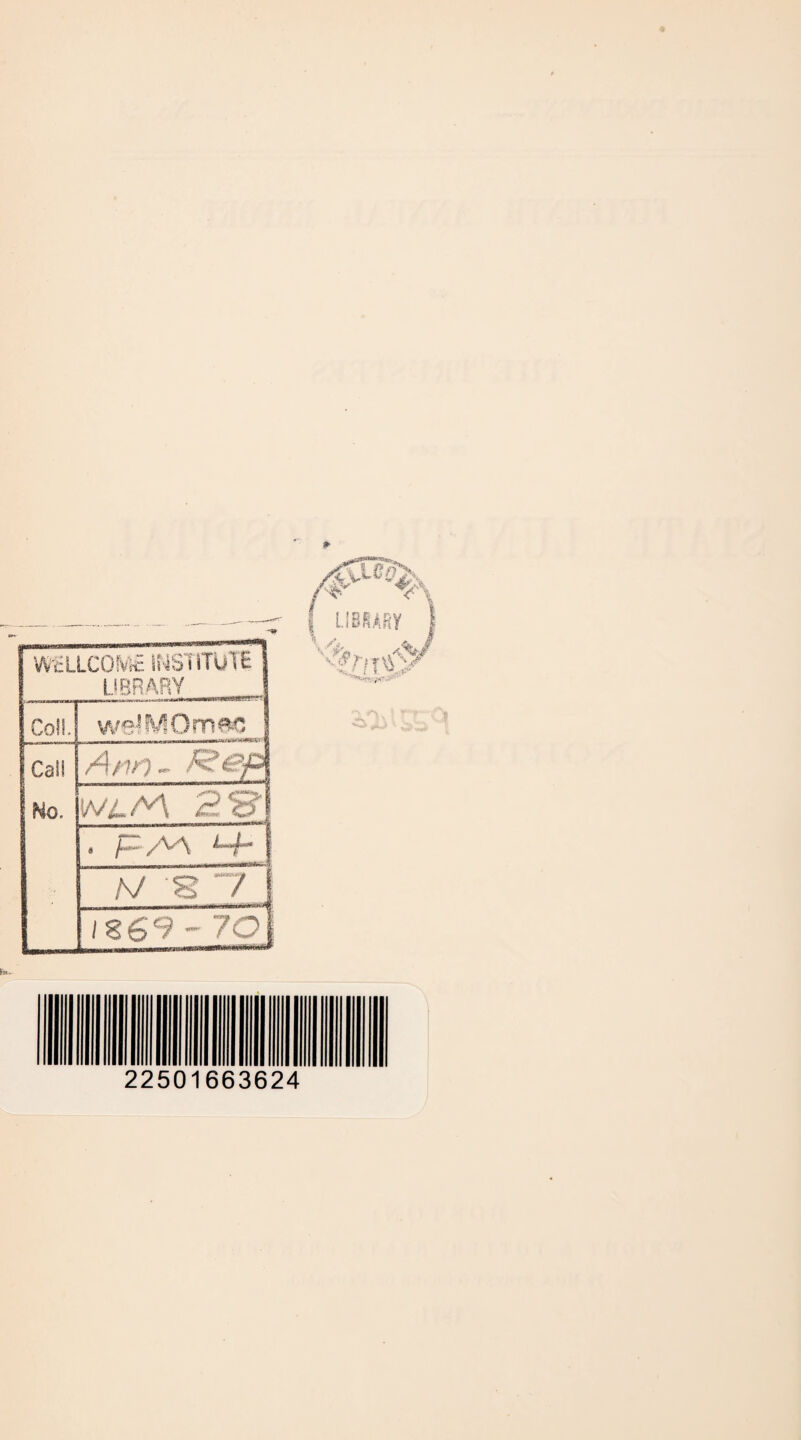 WELLCOME INSTITUTE
LIBRARY
Coll. welMOmec
Call Ann. Rep
No. WLM 28
. FM 4
N 87
1869-70
LIBRARY
22501663624